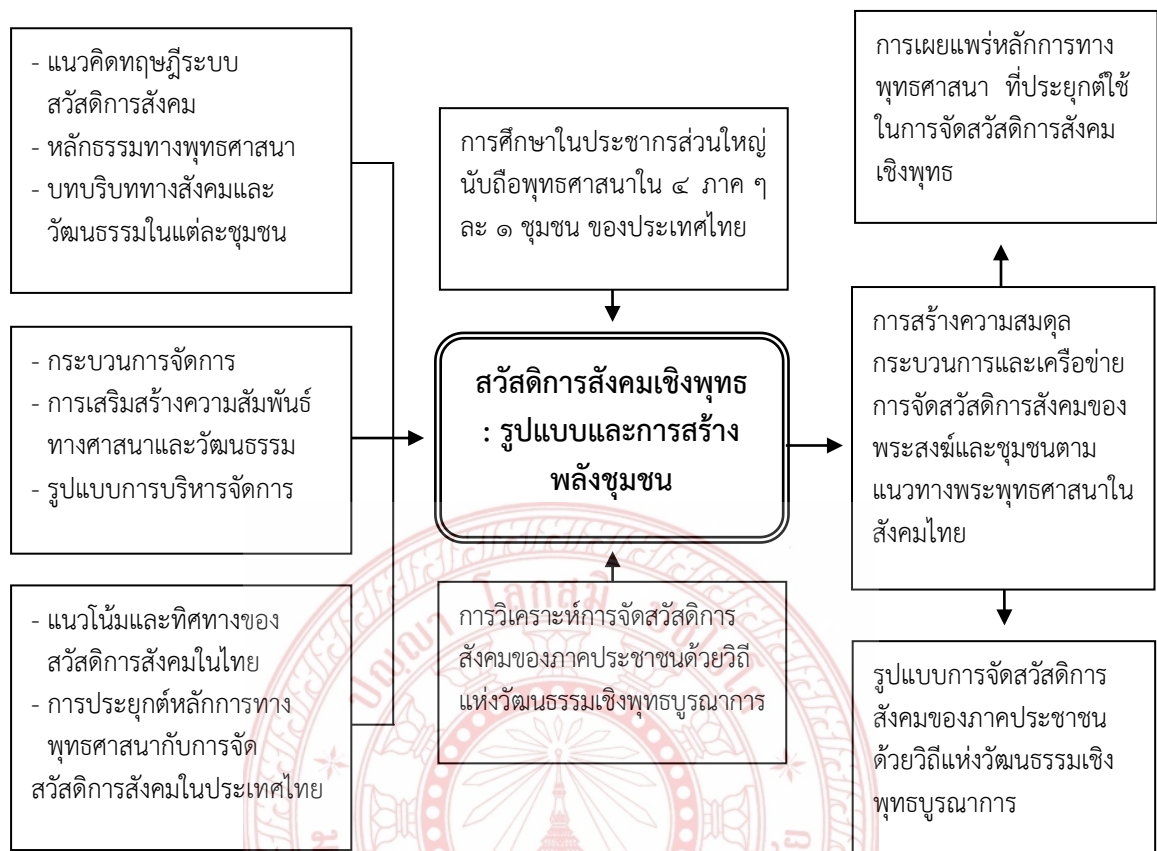 - แนวคิดทฤษฎีระบบ
สวัสดิการสังคม
- หลักธรรมทางพุทธศาสนา
- บทบริบททางสังคมและ
วัฒนธรรมในแต่ละชุมชน
- กระบวนการจัดการ
- การเสริมสร้างความสัมพันธ์
ทางศาสนาและวัฒนธรรม
- รูปแบบการบริหารจัดการ
- แนวโน้มและทิศทางของ
สวัสดิการสังคมในไทย
- การประยุกต์หลักการทาง
พุทธศาสนากับการจัด
สวัสดิการสังคมในประเทศไทย
การศึกษาในประชากรส่วนใหญ่
นับถือพุทธศาสนาใน ๔ ภาค ๆ
ละ ๑ ชุมชน ของประเทศไทย
สวัสดิการสังคมเชิงพุทธ
: รูปแบบและการสร้าง
พลังชุมชน
การวิเคราะห์การจัดสวัสดิการ
สังคมของภาคประชาชนด้วยวิถี
แห่งวัฒนธรรมเชิงพุทธบูรณาการ
การเผยแพร่หลักการทาง
พุทธศาสนา ที่ประยุกต์ใช้
ในการจัดสวัสดิการสังคม
เชิงพุทธ
การสร้างความสมดุล
กระบวนการและเครือข่าย
การจัดสวัสดิการสังคมของ
พระสงฆ์และชุมชนตาม
แนวทางพระพุทธศาสนาใน
สังคมไทย
รูปแบบการจัดสวัสดิการ
สังคมของภาคประชาชน
ด้วยวิถีแห่งวัฒนธรรมเชิง
พุทธบูรณาการ
ปญฺญา โลกสฺมิ ปชฺโชโต